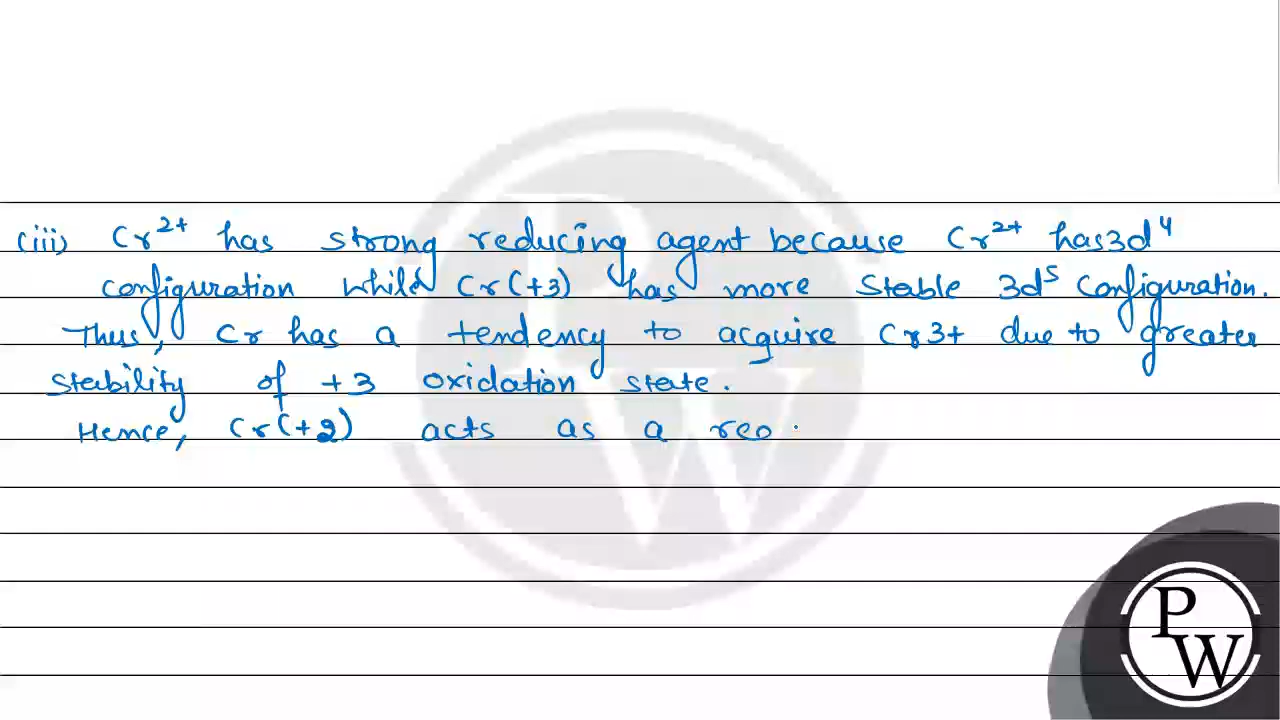 (iii) Cr²⁺ has strong reducing agent because Cr²⁺ has 3d⁴
configuration while Cr(+3) has more stable 3d⁵ configuration.
Thus, Cr has a tendency to acquire Cr3+ due to greater
stability of +3 oxidation state.
Hence, Cr(+2) acts as a reo
PW